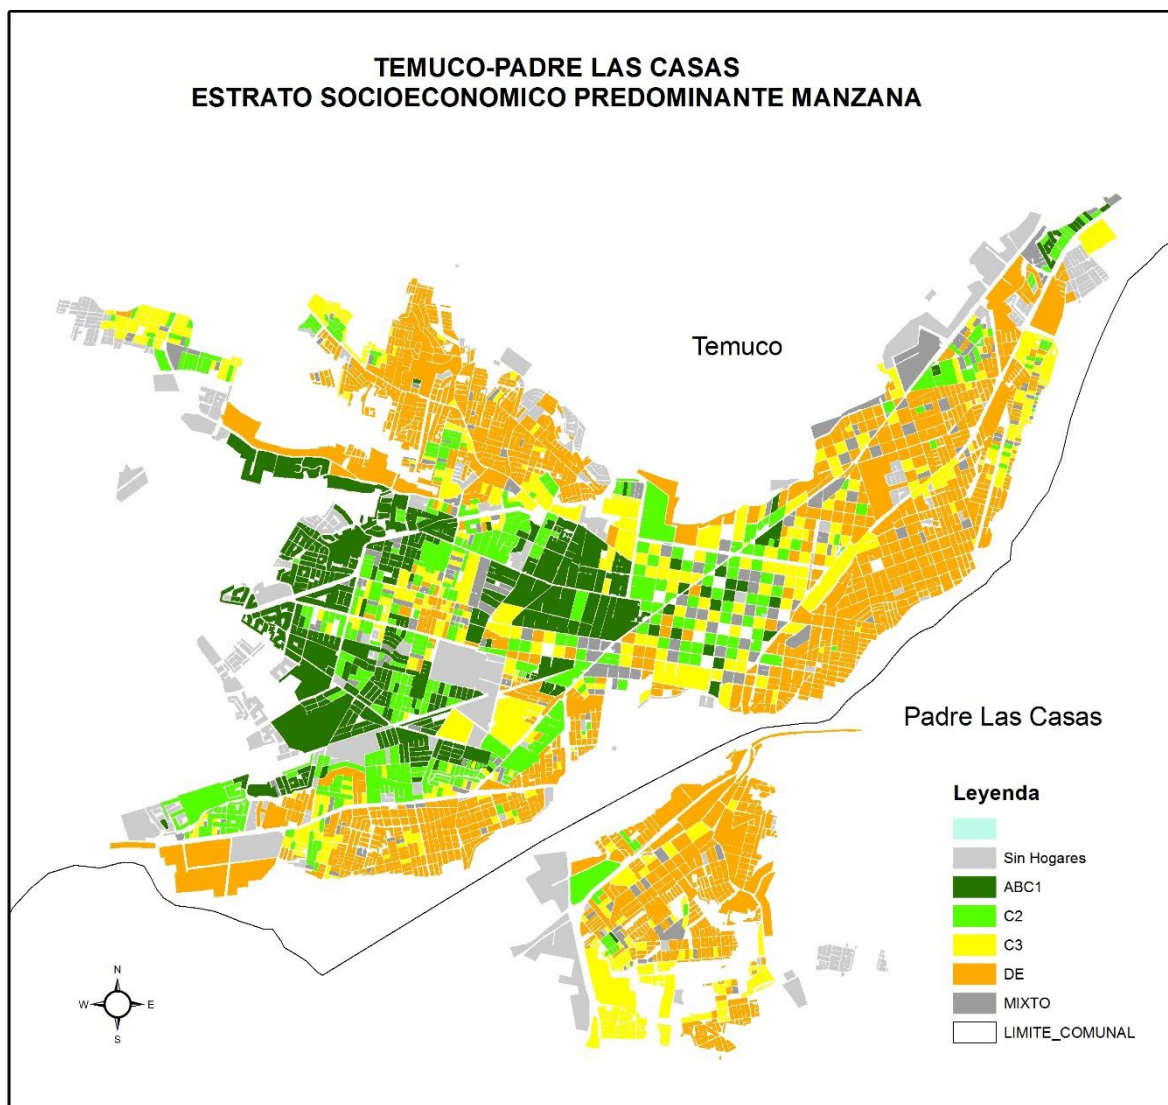 TEMUCO-PADRE LAS CASAS
ESTRATO SOCIOECONOMICO PREDOMINANTE MANZANA
Temuco
Padre Las Casas
Leyenda
Sin Hogares
ABC1
C2
C3
DE
MIXTO
LIMITE_COMUNAL
N
W E
S